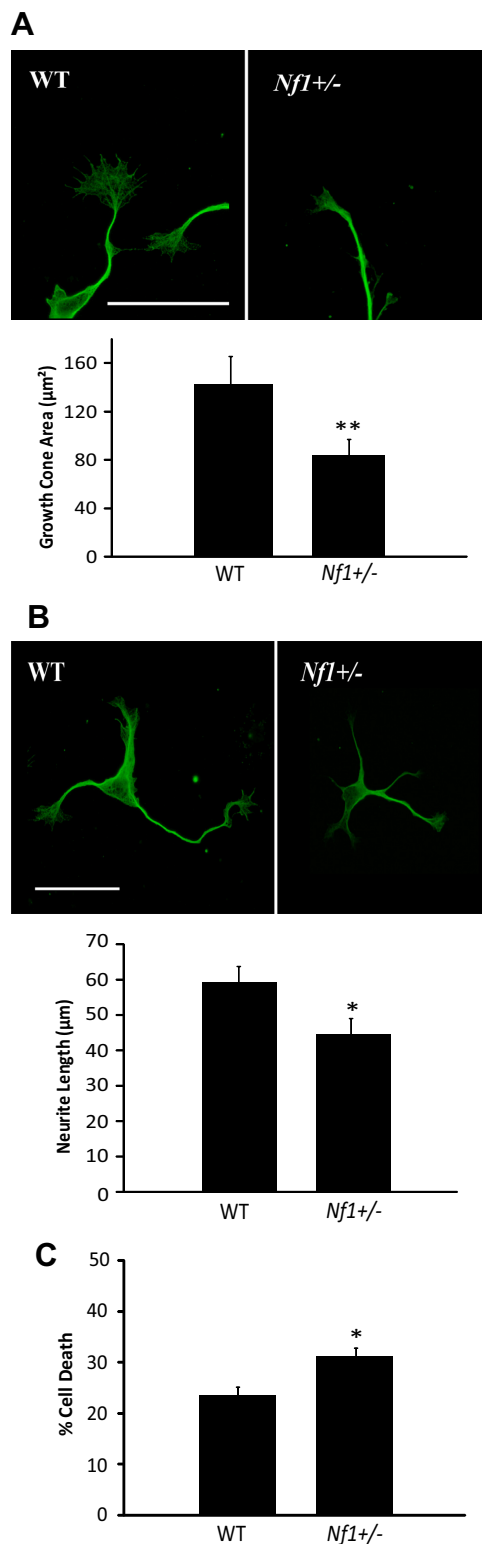 A
WT
Nf1+/-
Growth Cone Area (µm²)
160
120
80
40
0
**
WT
Nf1+/-
B
WT
Nf1+/-
Neurite Length (µm)
70
60
50
40
30
20
10
0
*
WT
Nf1+/-
C
% Cell Death
50
40
30
20
10
0
*
WT
Nf1+/-